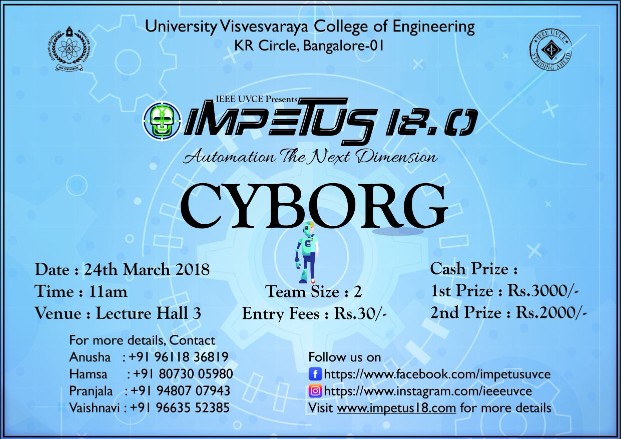 University Visvesvaraya College of Engineering
KR Circle, Bangalore-01
IEEE UVCE
STRIDING AHEAD
IEEE UVCE Presents
IMPETUS 18.0
Automation The Next Dimension
CYBORG
Date : 24th March 2018
Time : 11am
Venue : Lecture Hall 3
Team Size : 2
Entry Fees : Rs.30/-
Cash Prize :
1st Prize : Rs.3000/-
2nd Prize : Rs.2000/-
For more details, Contact
Anusha : +91 96118 36819
Hamsa : +91 80730 05980
Pranjala : +91 94807 07943
Vaishnavi : +91 96635 52385
Follow us on
https://www.facebook.com/impetusuvce
https://www.instagram.com/ieeeuvce
Visit www.impetus18.com for more details